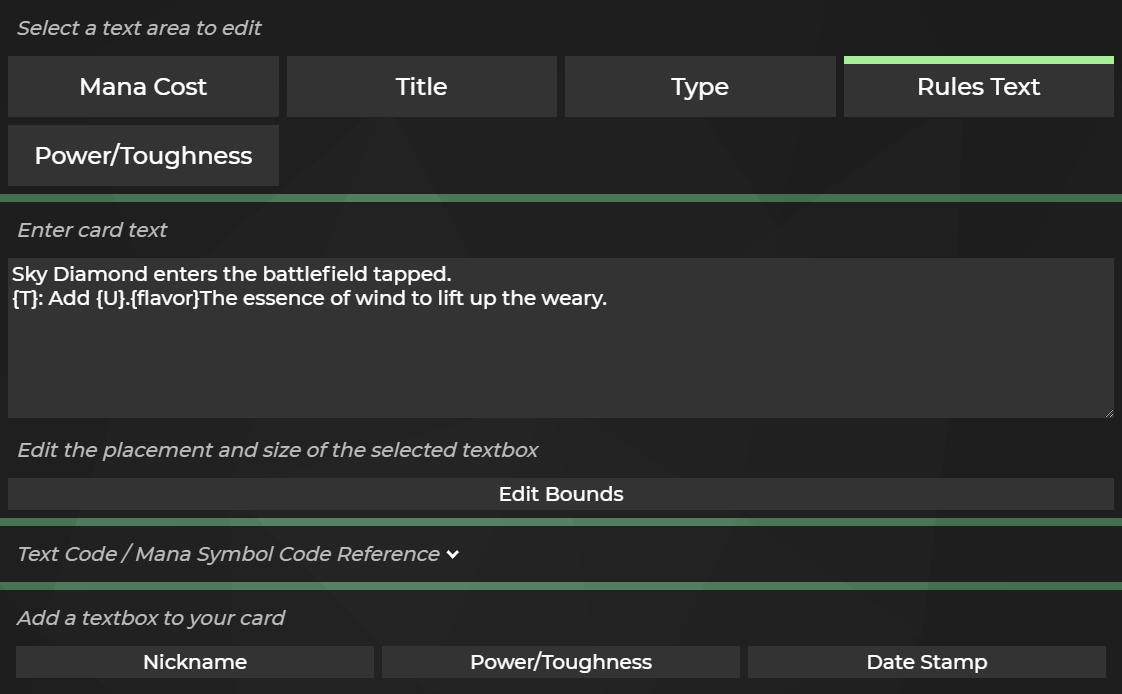 Select a text area to edit
Mana Cost
Title
Type
Rules Text
Power/Toughness
Enter card text
Sky Diamond enters the battlefield tapped.
{T}: Add {U}.{flavor}The essence of wind to lift up the weary.
Edit the placement and size of the selected textbox
Edit Bounds
Text Code / Mana Symbol Code Reference
Add a textbox to your card
Nickname
Power/Toughness
Date Stamp